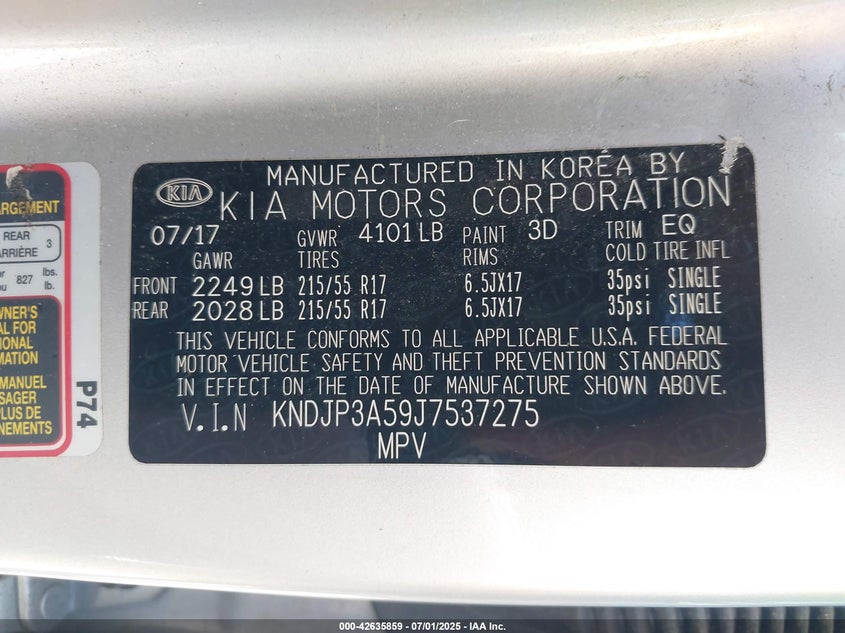 MANUFACTURED IN KOREA BY
KIA
KIA MOTORS CORPORATION
07/17 GVWR 4101 LB PAINT 3D TRIM EQ
GAWR TIRES RIMS COLD TIRE INFL
FRONT 2249 LB 215/55 R17 6.5JX17 35psi SINGLE
REAR 2028 LB 215/55 R17 6.5JX17 35psi SINGLE
THIS VEHICLE CONFORMS TO ALL APPLICABLE U.S.A. FEDERAL
MOTOR VEHICLE SAFETY AND THEFT PREVENTION STANDARDS
IN EFFECT ON THE DATE OF MANUFACTURE SHOWN ABOVE.
V.I.N KNDJP3A59J7537275
MPV
REAR
3
827 lbs.
lb.
P74
000-42635859 - 07/01/2025 - IAA Inc.